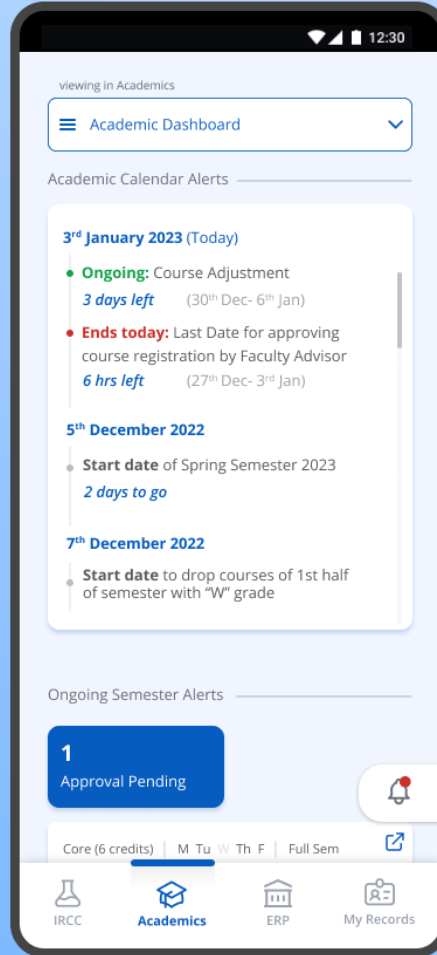 12:30
viewing in Academics
Academic Dashboard
Academic Calendar Alerts
3rd January 2023 (Today)
Ongoing: Course Adjustment
3 days left (30th Dec- 6th Jan)
Ends today: Last Date for approving
course registration by Faculty Advisor
6 hrs left (27th Dec- 3rd Jan)
5th December 2022
Start date of Spring Semester 2023
2 days to go
7th December 2022
Start date to drop courses of 1st half
of semester with “W” grade
Ongoing Semester Alerts
1
Approval Pending
Core (6 credits) | M Tu W Th F | Full Sem
IRCC Academics ERP My Records